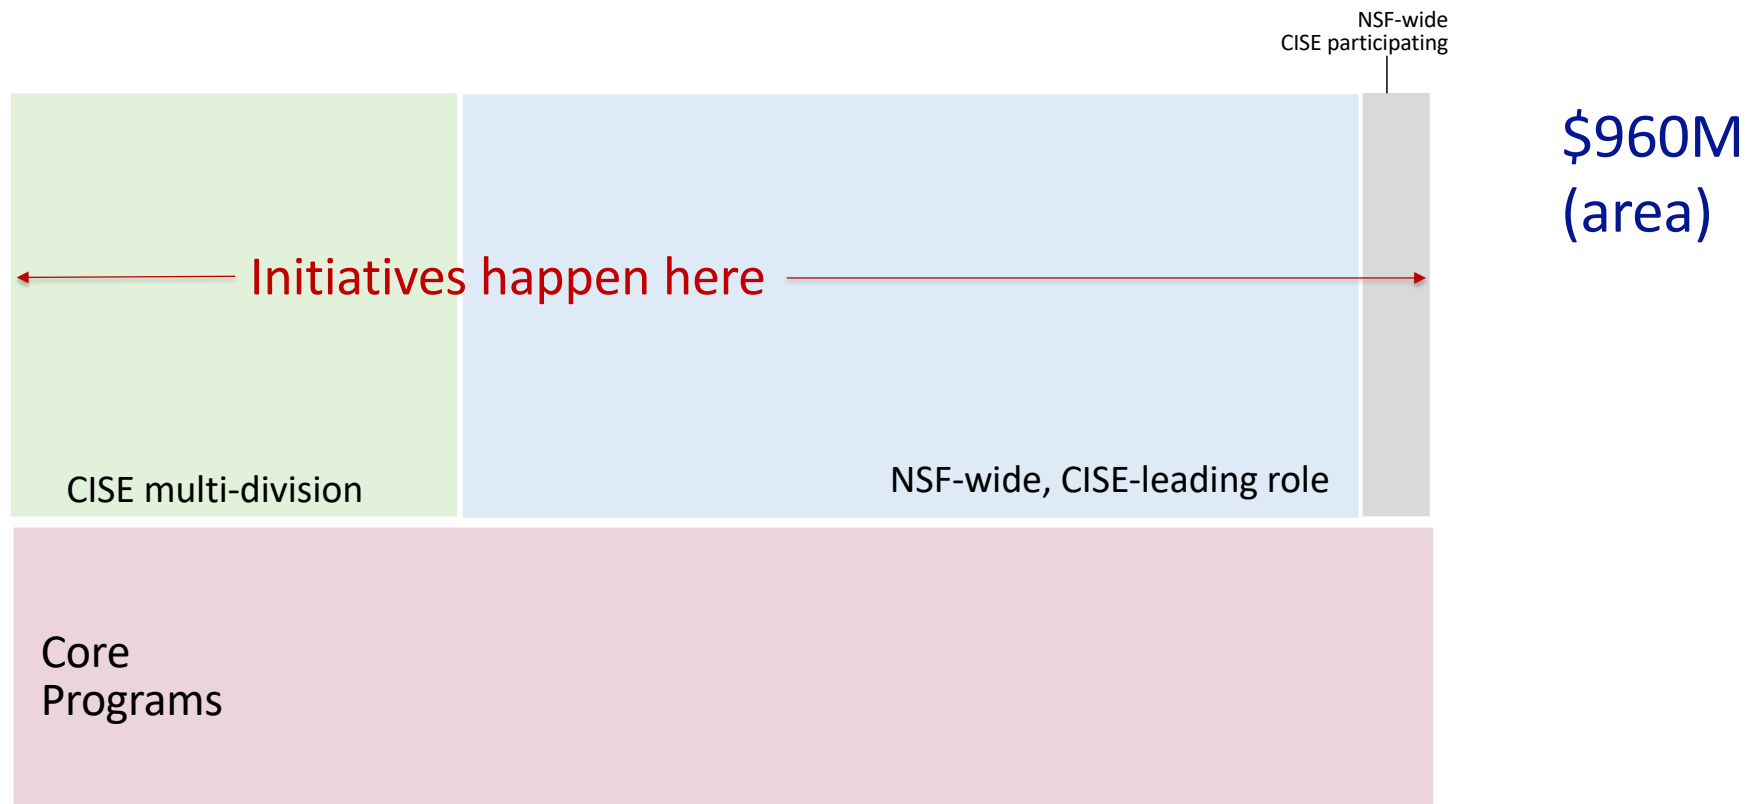 NSF-wide
CISE participating
$960M
(area)
Initiatives happen here
CISE multi-division
NSF-wide, CISE-leading role
Core
Programs